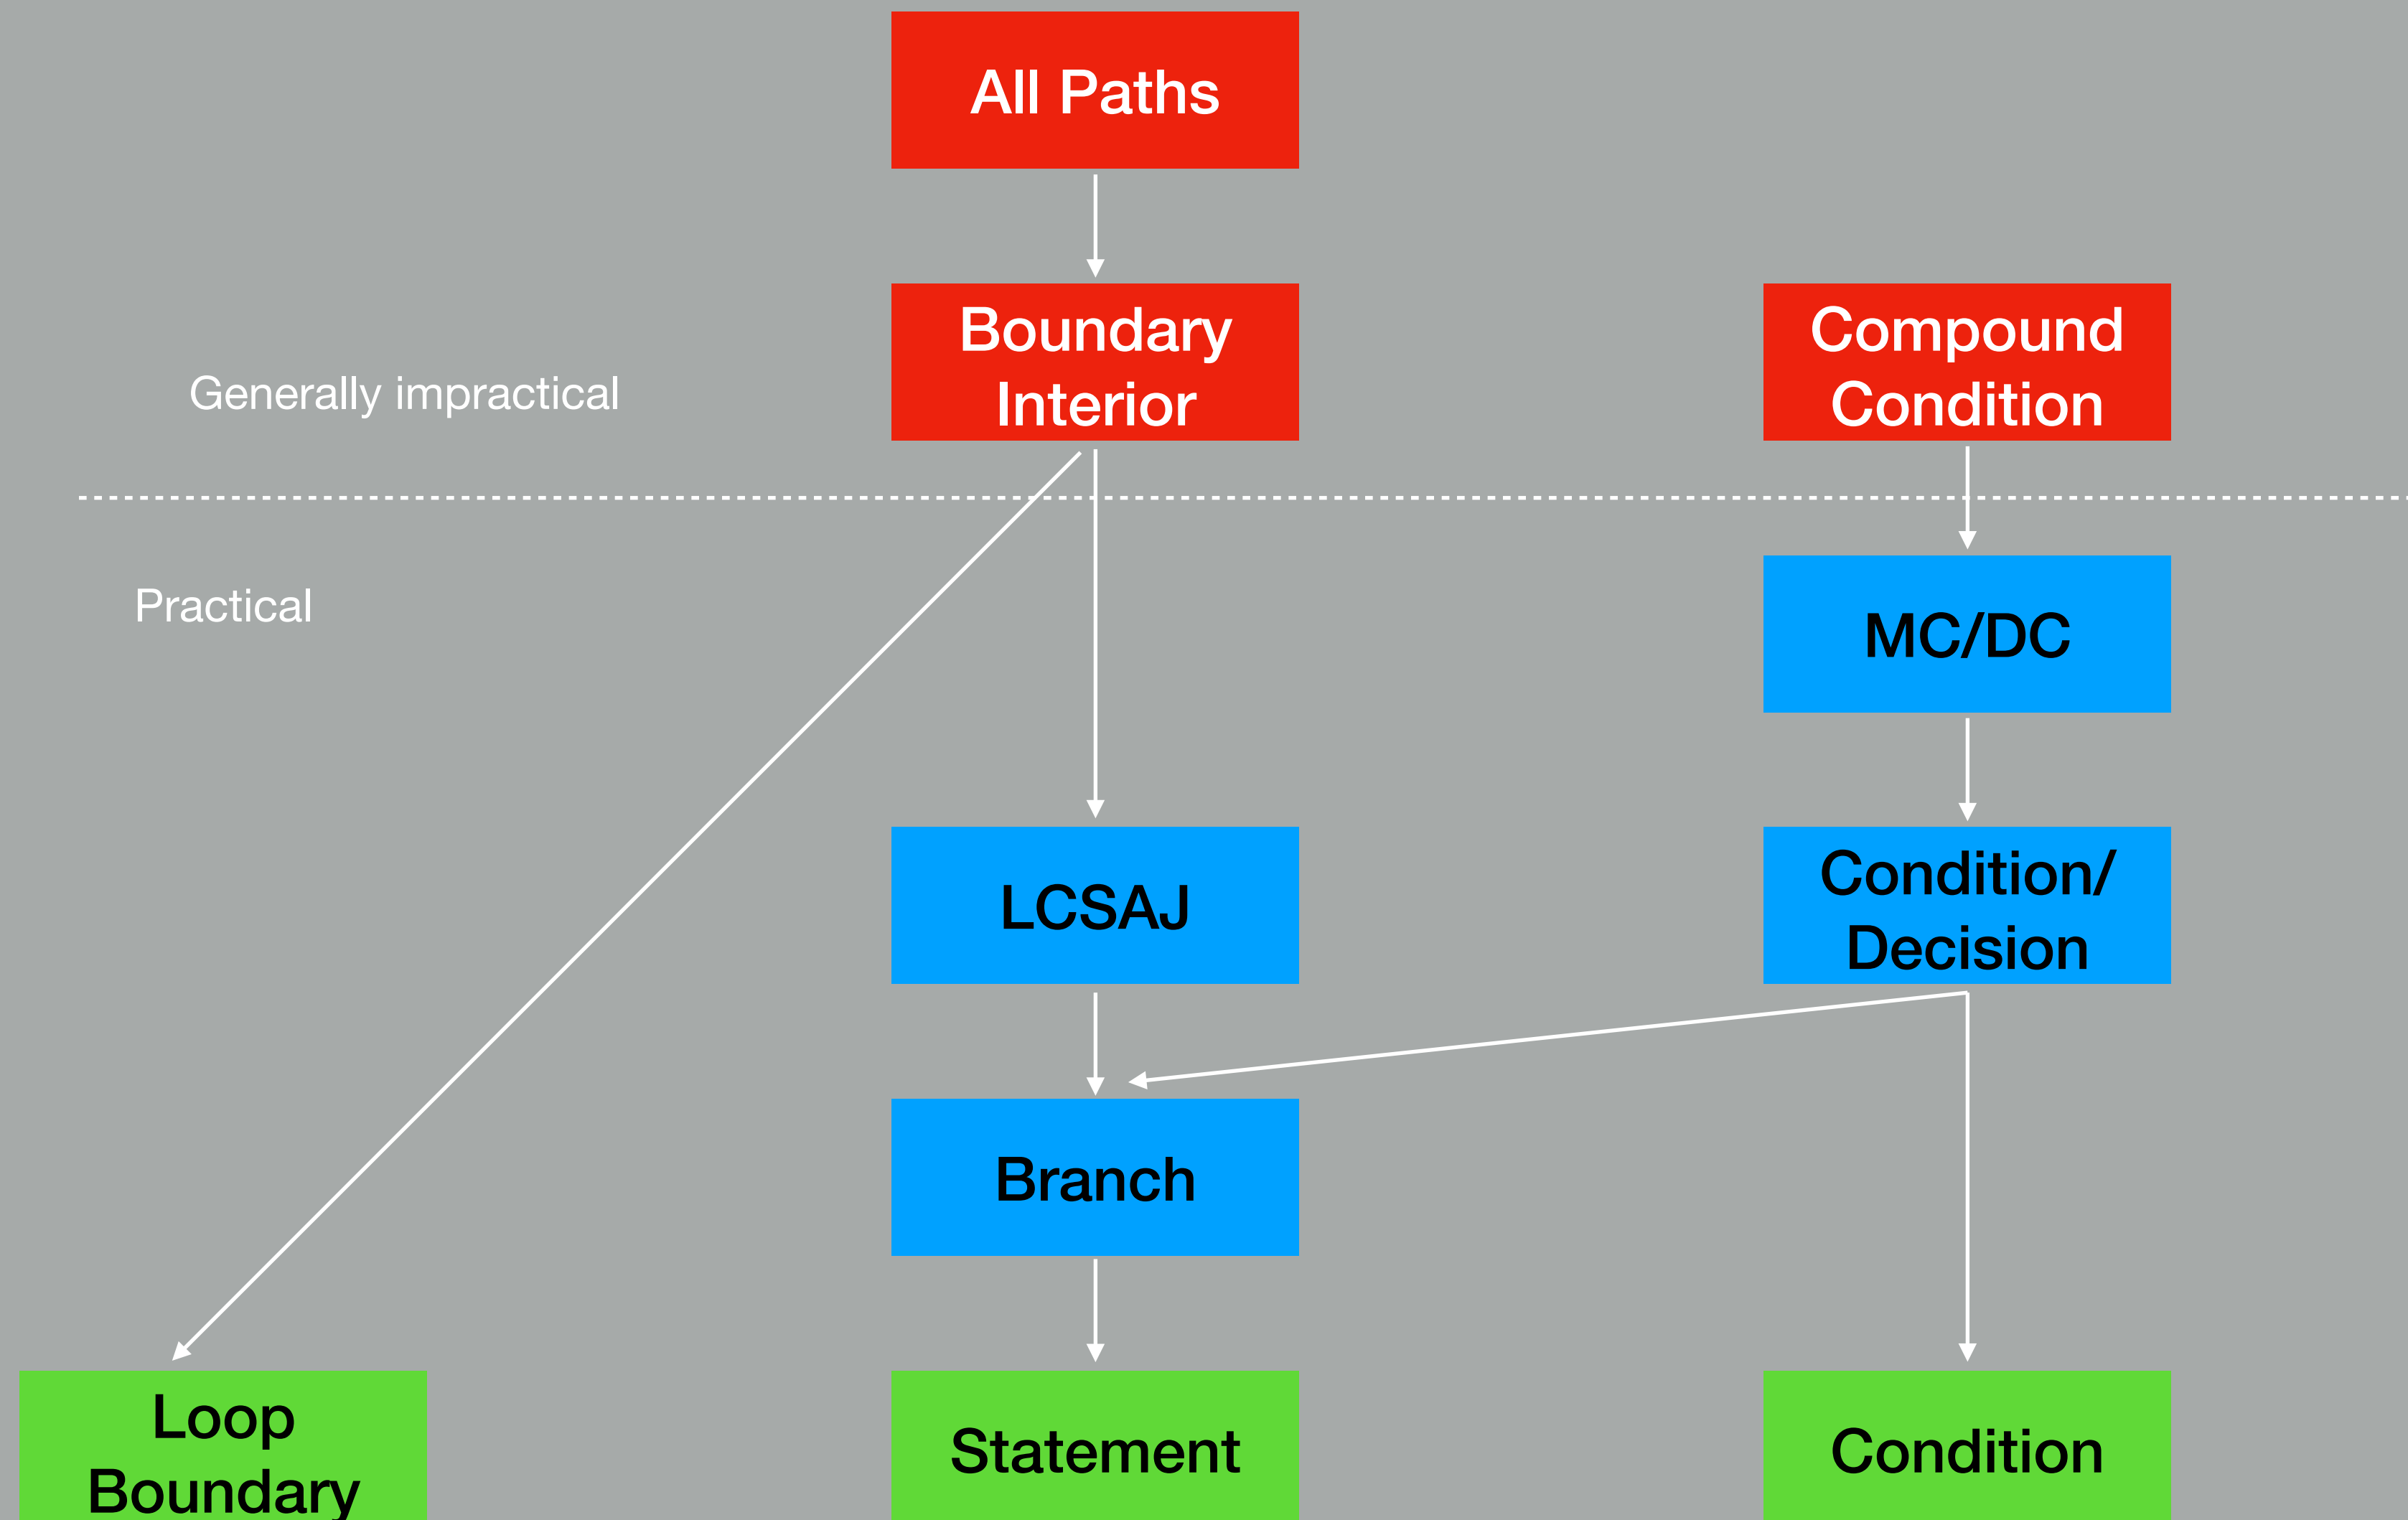 All Paths
Boundary
Interior
Compound
Condition
Generally impractical
Practical
MC/DC
LCSAJ
Condition/
Decision
Branch
Loop
Boundary
Statement
Condition